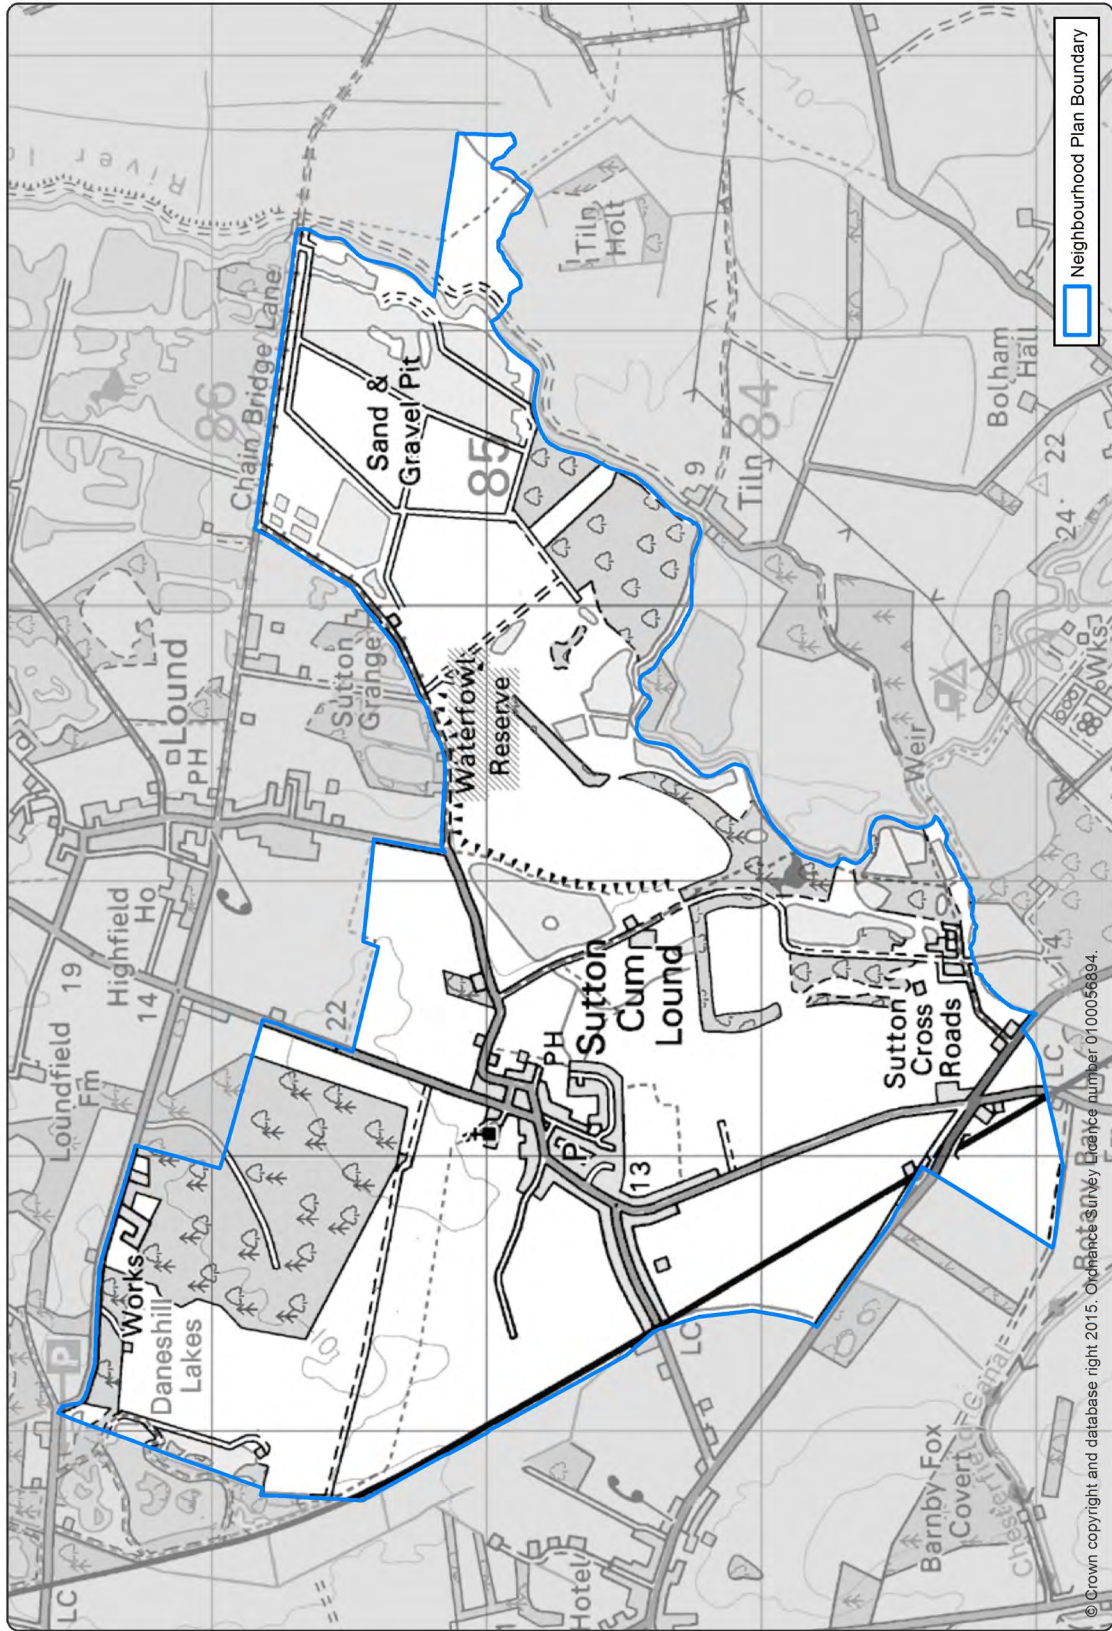 River
Chain Bridge Lane
86
Lound
PH
Highfield
Ho
14
19
Loundfield
Fm
P
LC
Works
Daneshill
Lakes
22
Sutton
Grange
Sand &
Gravel Pit
85
Waterfowl
Reserve
Tiln
Holt
10
Tiln
84
9
Bolham
Hall
22
24
Wks
Weir
Sutton
Cum
Lound
PH
P
13
10
Sutton
Cross
Roads
14
LC
LC
Hotel
Barnby Fox
Covert
Chesterfield Canal
Neighbourhood Plan Boundary
© Crown copyright and database right 2015. Ordnance Survey Licence number 0100056894.